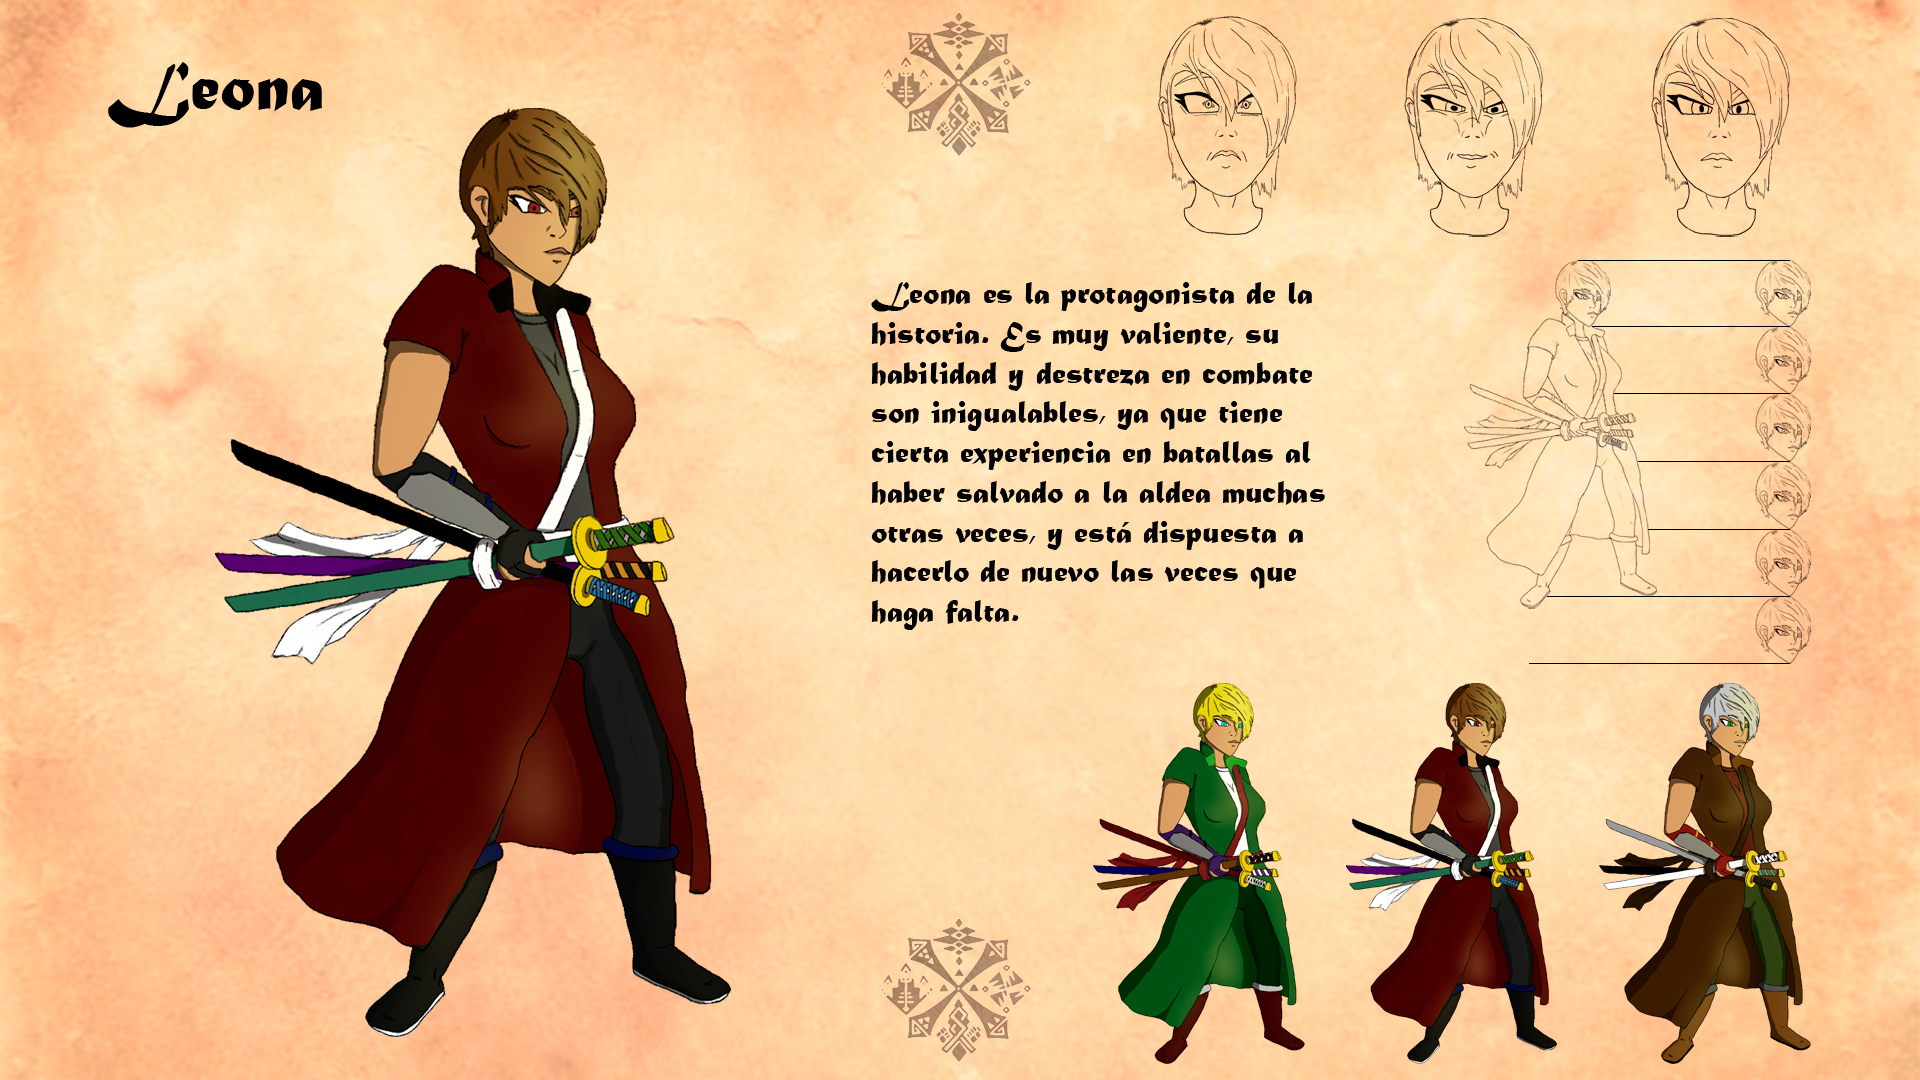 Leona
Leona es la protagonista de la
historia. Es muy valiente, su
habilidad y destreza en combate
son inigualables, ya que tiene
cierta experiencia en batallas al
haber salvado a la aldea muchas
otras veces, y está dispuesta a
hacerlo de nuevo las veces que
haga falta.